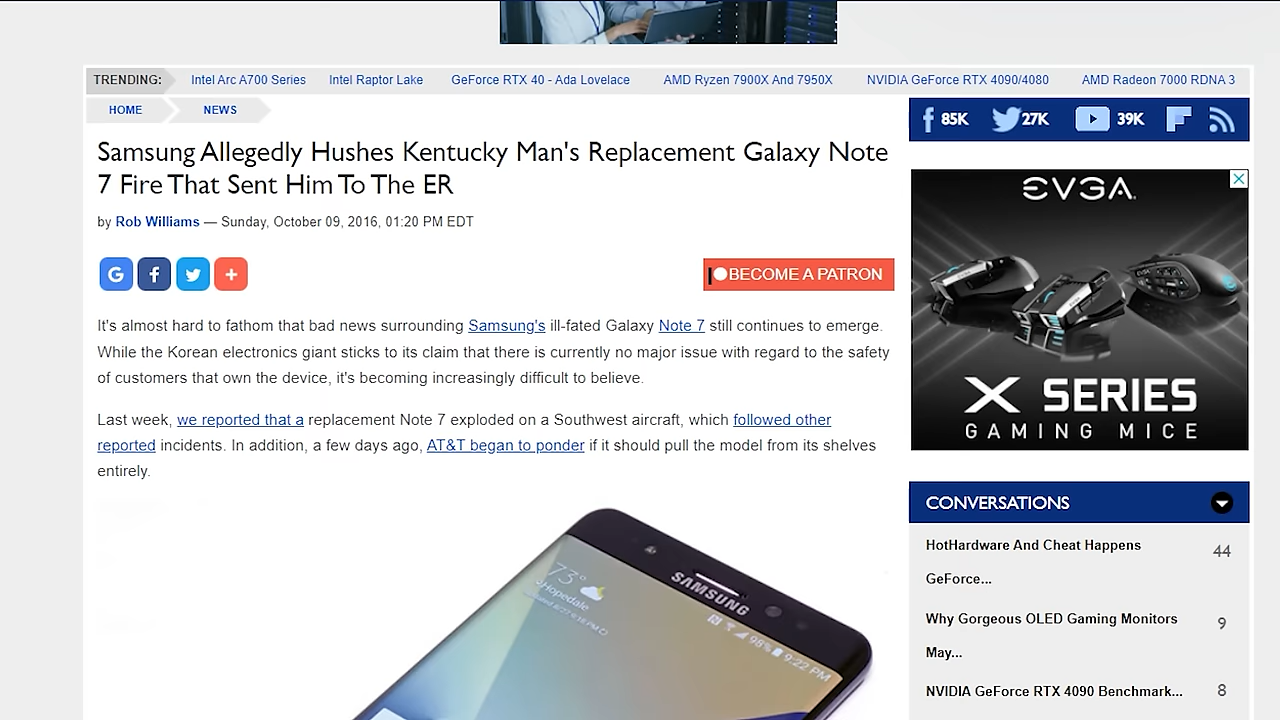 TRENDING: Intel Arc A700 Series Intel Raptor Lake GeForce RTX 40 - Ada Lovelace AMD Ryzen 7900X And 7950X NVIDIA GeForce RTX 4090/4080 AMD Radeon 7000 RDNA 3
HOME NEWS
Samsung Allegedly Hushes Kentucky Man's Replacement Galaxy Note
7 Fire That Sent Him To The ER
by Rob Williams — Sunday, October 09, 2016, 01:20 PM EDT
BECOME A PATRON
It's almost hard to fathom that bad news surrounding Samsung's ill-fated Galaxy Note 7 still continues to emerge.
While the Korean electronics giant sticks to its claim that there is currently no major issue with regard to the safety
of customers that own the device, it's becoming increasingly difficult to believe.
Last week, we reported that a replacement Note 7 exploded on a Southwest aircraft, which followed other
reported incidents. In addition, a few days ago, AT&T began to ponder if it should pull the model from its shelves
entirely.
73°
Hopedale
SAMSUNG
98% 9:22 PM
85K 27K 39K
EVGA
X SERIES
GAMING MICE
CONVERSATIONS
HotHardware And Cheat Happens
GeForce... 44
Why Gorgeous OLED Gaming Monitors
May... 9
NVIDIA GeForce RTX 4090 Benchmark... 8